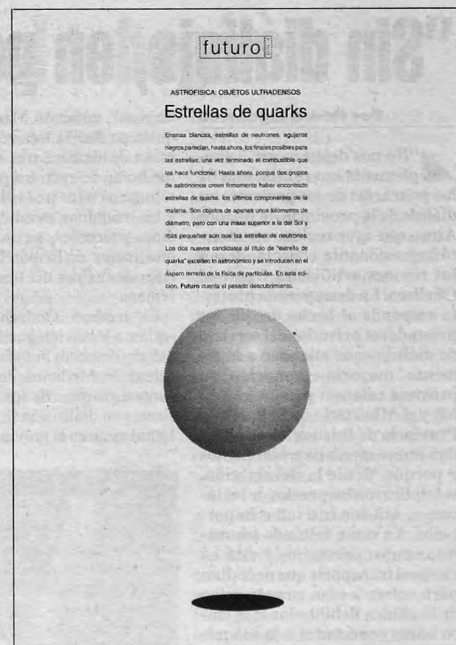 futuro
ASTROFISICA: OBJETOS ULTRADENSOS
Estrellas de quarks
Enanas blancas, estrellas de neutrones, agujeros
negros parecían, hasta ahora, los finales posibles para
las estrellas, una vez terminado el combustible que
las hace funcionar. Hasta ahora, porque dos grupos
de astrónomos creen firmemente haber encontrado
estrellas de quarks, los últimos componentes de la
materia. Son objetos de apenas unos kilómetros de
diámetro, pero con una masa superior a la del Sol y
más pequeños aún que las estrellas de neutrones.
Los dos nuevos candidatos al título de "estrella de
quarks" exceden lo astronómico y se introducen en el
áspero terreno de la física de partículas. En esta edi-
ción, Futuro cuenta el pesado descubrimiento.